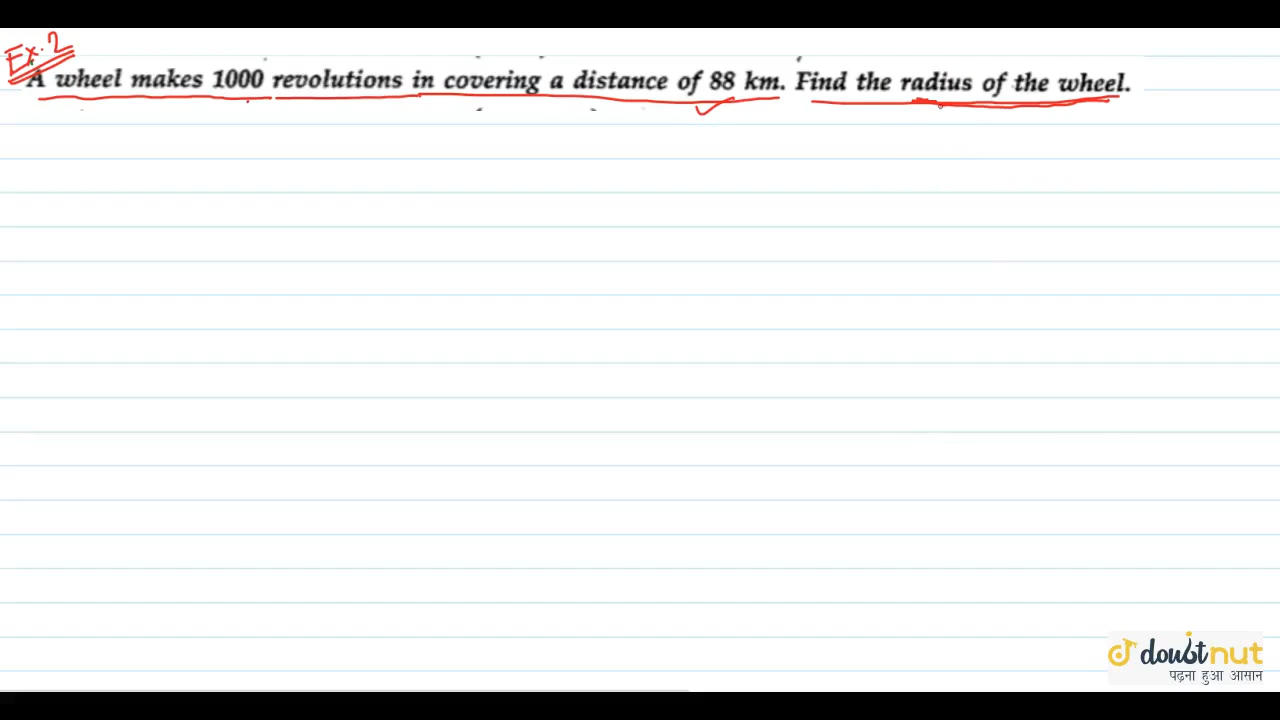 Ex. 2
A wheel makes 1000 revolutions in covering a distance of 88 km. Find the radius of the wheel.
doubtnut
पढ़ना हुआ आसान